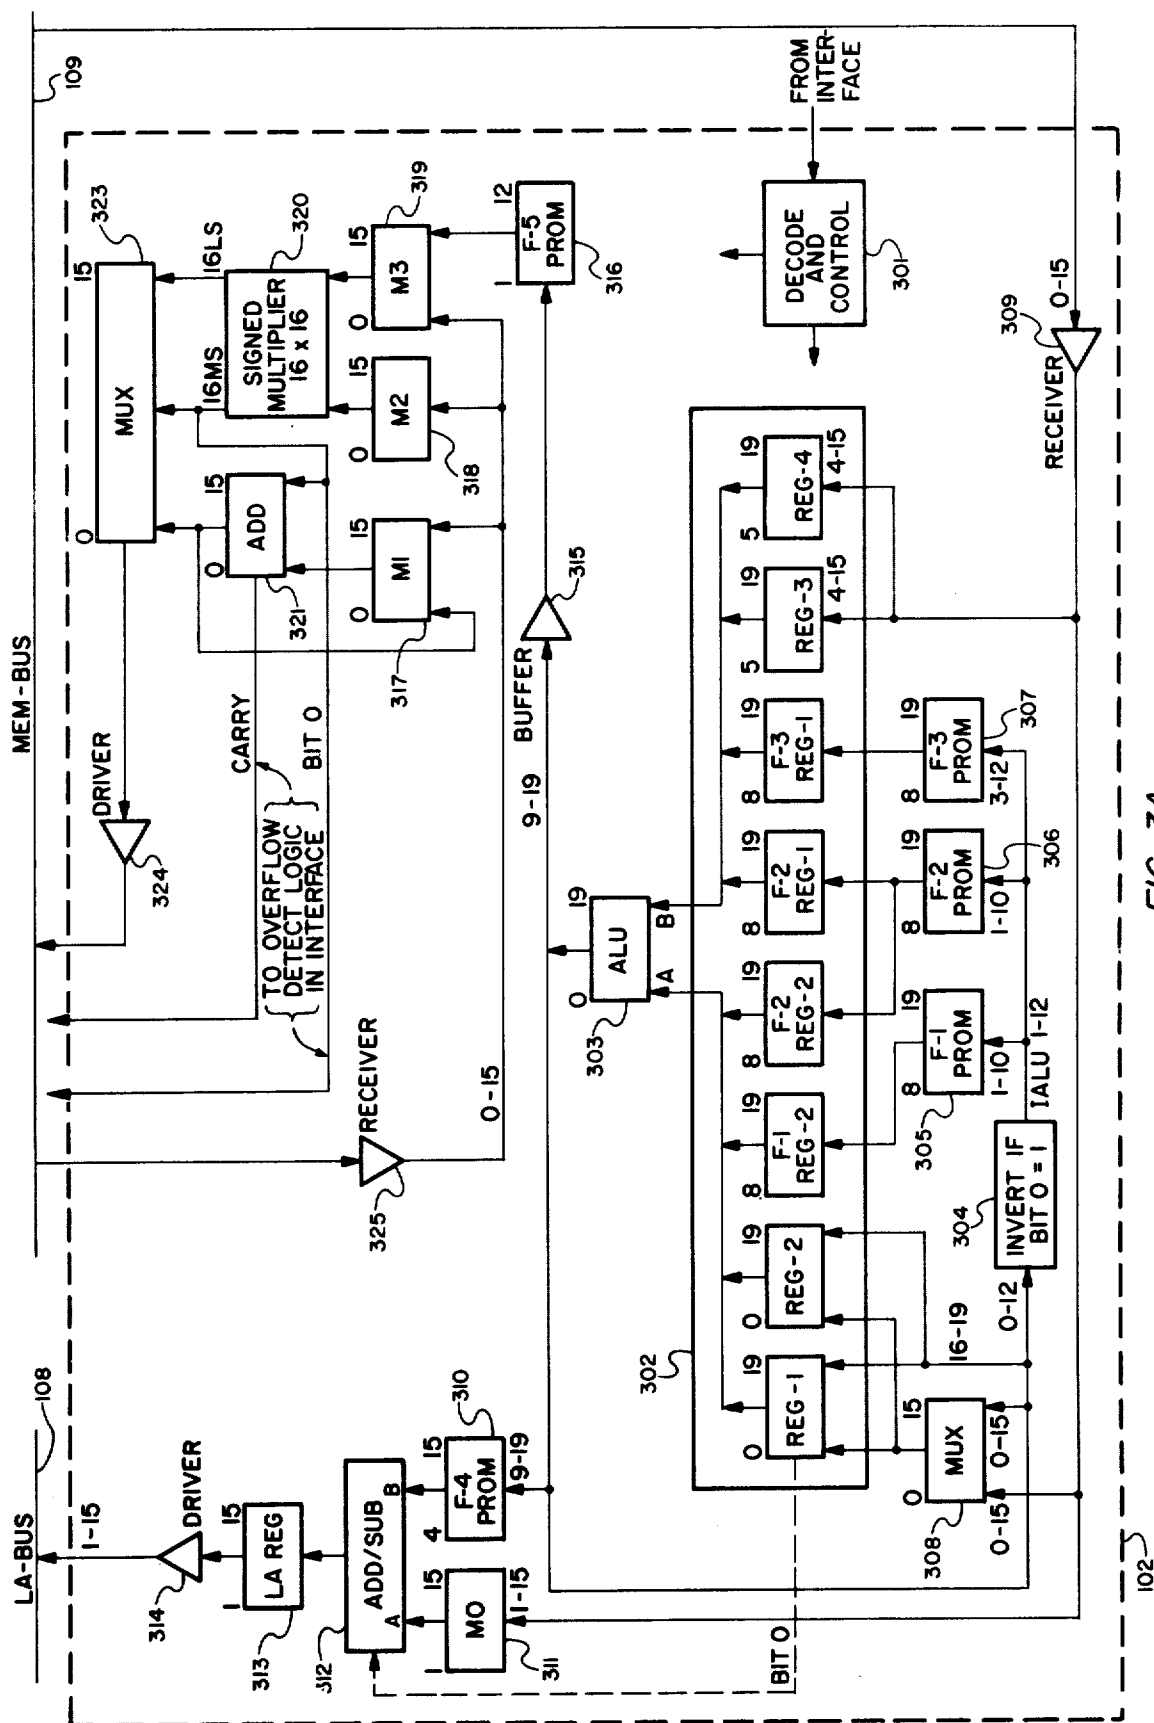 LA-BUS
108
MEM-BUS
109
1-15
DRIVER
314
1
15
LA REG
313
ADD/SUB
A
B
312
1
15
MO
1-15
311
4
15
F-4
PROM
9-19
310
BIT 0
DRIVER
324
CARRY
TO OVERFLOW
DETECT LOGIC
IN INTERFACE
BIT 0
RECEIVER
325
0-15
0
15
MUX
323
16MS
16LS
SIGNED
MULTIPLIER
16 x 16
320
0
15
ADD
321
0
15
M1
317
0
15
M2
318
0
15
M3
319
1
12
F-5
PROM
316
BUFFER
315
9-19
0
19
ALU
A
B
303
302
0
19
REG-1
0
19
REG-2
8
19
F-1
REG-2
8
19
F-2
REG-2
8
19
F-2
REG-1
8
19
F-3
REG-1
5
19
REG-3
4-15
5
19
REG-4
4-15
16-19
0
15
MUX
0-15
0-15
308
0-12
INVERT IF
BIT 0 = 1
304
IALU 1-12
8
19
F-1
PROM
1-10
305
8
19
F-2
PROM
1-10
306
8
19
F-3
PROM
3-12
307
DECODE
AND
CONTROL
301
FROM
INTER-
FACE
RECEIVER
309
0-15
102